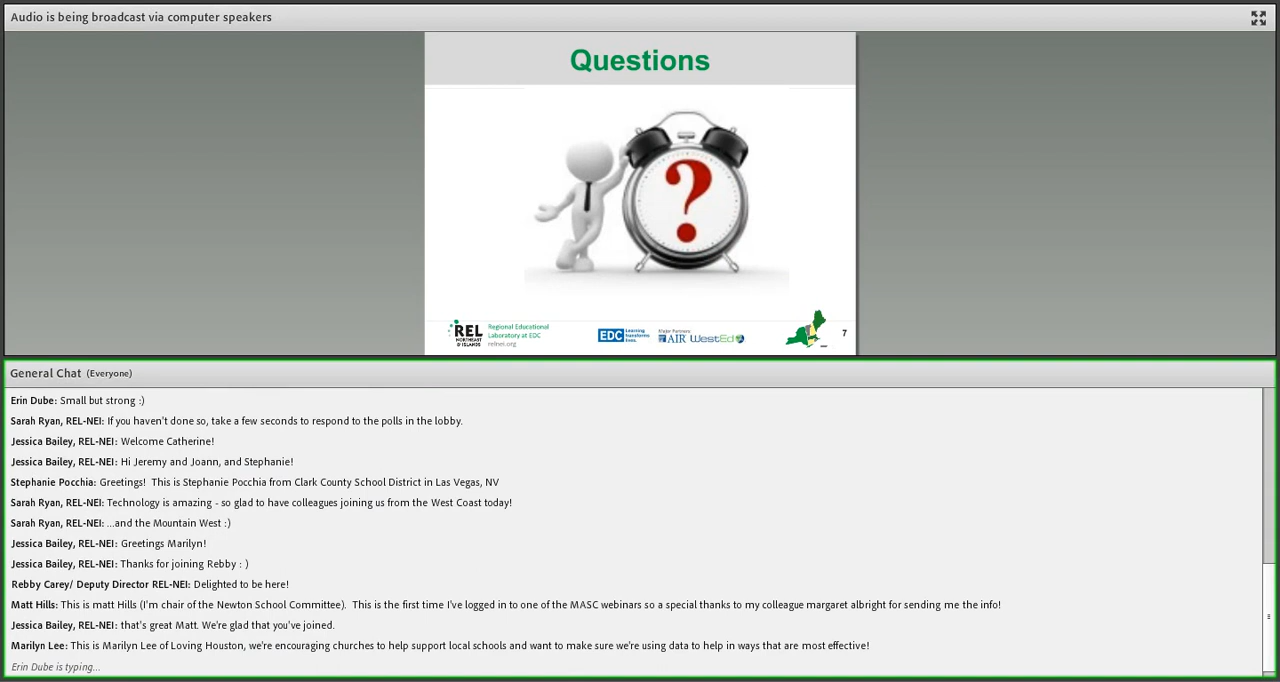 Audio is being broadcast via computer speakers
Questions
?
REL
NORTHEAST
& ISLANDS
Regional Educational
Laboratory at EDC
relnei.org
EDC Learning
transforms
lives.
Major Partners
AIR WestEd
7
General Chat (Everyone)
Erin Dube: Small but strong :)
Sarah Ryan, REL-NEI: If you haven't done so, take a few seconds to respond to the polls in the lobby.
Jessica Bailey, REL-NEI: Welcome Catherine!
Jessica Bailey, REL-NEI: Hi Jeremy and Joann, and Stephanie!
Stephanie Pocchia: Greetings!  This is Stephanie Pocchia from Clark County School District in Las Vegas, NV
Sarah Ryan, REL-NEI: Technology is amazing - so glad to have colleagues joining us from the West Coast today!
Sarah Ryan, REL-NEI: ...and the Mountain West :)
Jessica Bailey, REL-NEI: Greetings Marilyn!
Jessica Bailey, REL-NEI: Thanks for joining Rebby : )
Rebby Carey/ Deputy Director REL-NEI: Delighted to be here!
Matt Hills: This is matt Hills (I'm chair of the Newton School Committee).  This is the first time I've logged in to one of the MASC webinars so a special thanks to my colleague margaret albright for sending me the info!
Jessica Bailey, REL-NEI: that's great Matt. We're glad that you've joined.
Marilyn Lee: This is Marilyn Lee of Loving Houston, we're encouraging churches to help support local schools and want to make sure we're using data to help in ways that are most effective!
Erin Dube is typing...